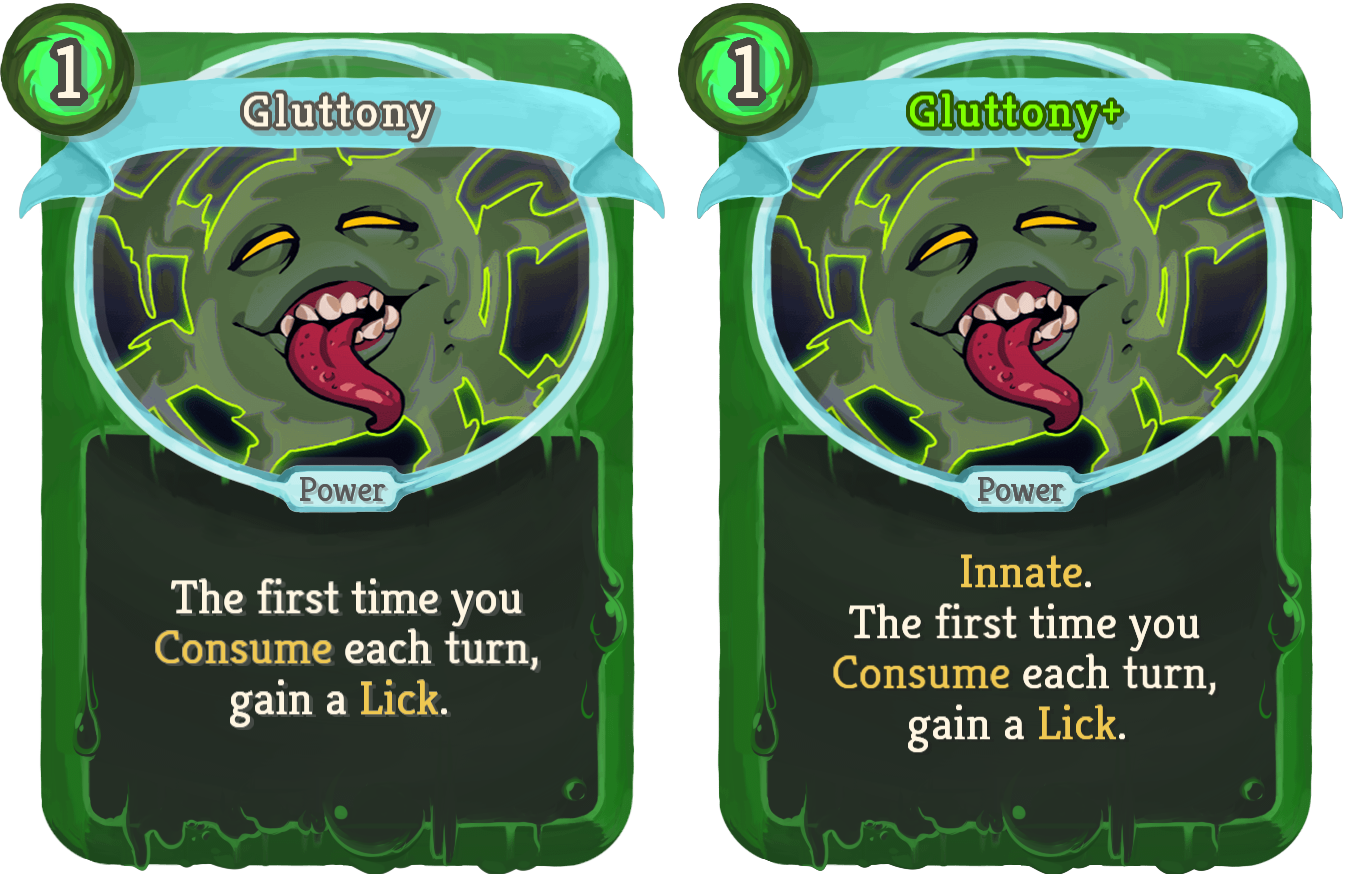 1
Gluttony
Power
The first time you
Consume each turn,
gain a Lick.
1
Gluttony+
Power
Innate.
The first time you
Consume each turn,
gain a Lick.